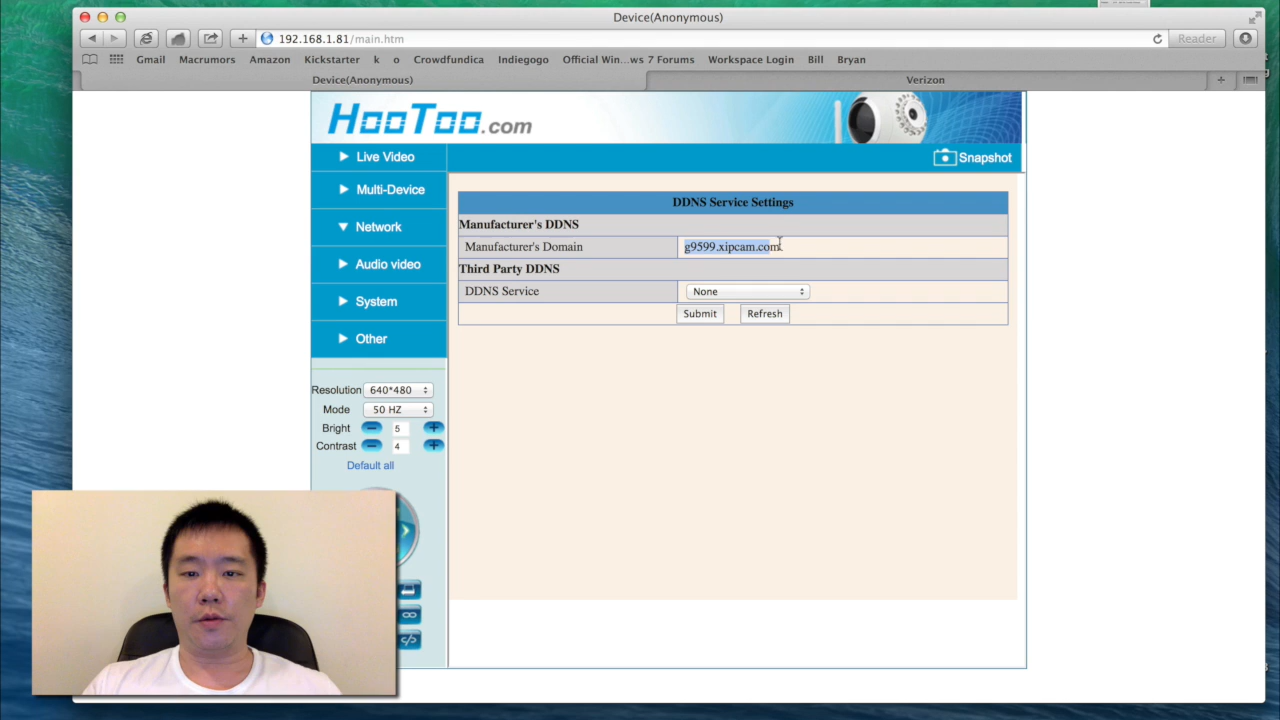 Device(Anonymous)
192.168.1.81/main.htm
Reader
Gmail Macrumors Amazon Kickstarter k o Crowdfundica Indiegogo Official Win...ws 7 Forums Workspace Login Bill Bryan
Device(Anonymous) Verizon
HooToo.com
Live Video
Snapshot
Multi-Device
DDNS Service Settings
Manufacturer's DDNS
Network
Manufacturer's Domain g9599.xipcam.com
Audio video
Third Party DDNS
DDNS Service None
System
Submit Refresh
Other
Resolution 640*480
Mode 50 HZ
Bright 5
Contrast 4
Default all